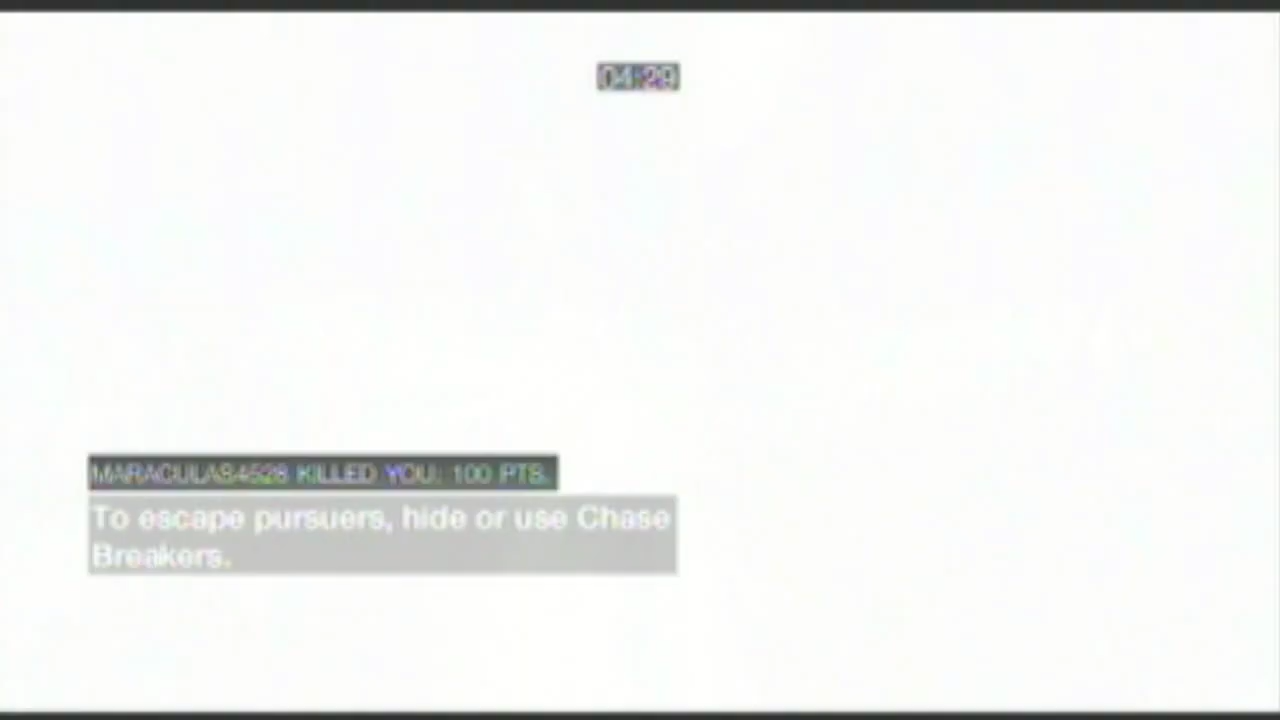 04:29
MARACULAS4528 KILLED YOU: 100 PTS.
To escape pursuers, hide or use Chase
Breakers.